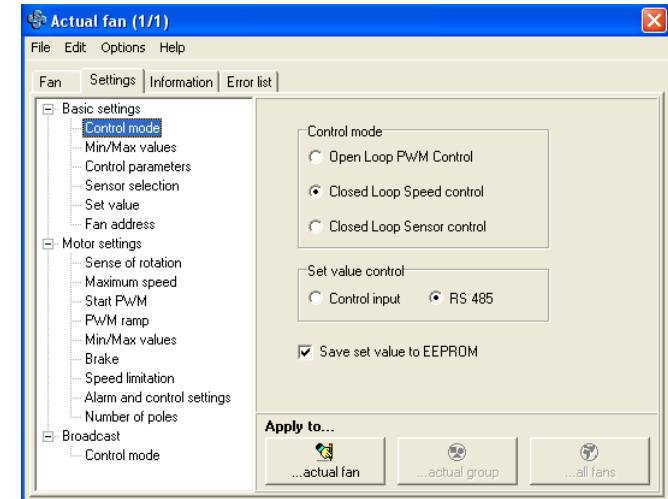 Actual fan (1/1)
File Edit Options Help
Fan Settings Information Error list
Basic settings
Control mode
Min/Max values
Control parameters
Sensor selection
Set value
Fan address
Motor settings
Sense of rotation
Maximum speed
Start PWM
PWM ramp
Min/Max values
Brake
Speed limitation
Alarm and control settings
Number of poles
Broadcast
Control mode
Control mode
Open Loop PWM Control
Closed Loop Speed control
Closed Loop Sensor control
Set value control
Control input RS 485
Save set value to EEPROM
Apply to...
...actual fan ...actual group ...all fans